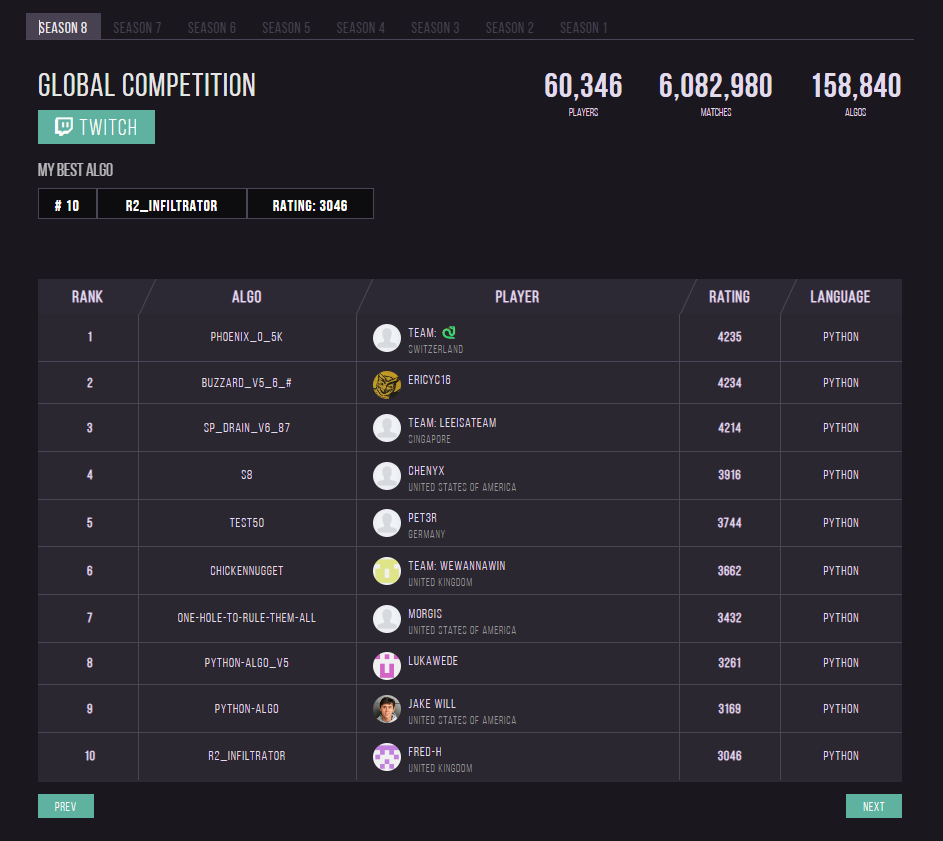 SEASON 8 SEASON 7 SEASON 6 SEASON 5 SEASON 4 SEASON 3 SEASON 2 SEASON 1
GLOBAL COMPETITION
60,346 6,082,980 158,840
PLAYERS MATCHES ALGOS
TWITCH
MY BEST ALGO
# 10 R2_INFILTRATOR RATING: 3046
RANK ALGO PLAYER RATING LANGUAGE
1 PHOENIX_O_5K TEAM: 4235 PYTHON
SWITZERLAND
2 BUZZARD_V5_6_# ERICYC16 4234 PYTHON
3 SP_DRAIN_V6_87 TEAM: LEEISATEAM 4214 PYTHON
SINGAPORE
4 S8 CHENYX 3916 PYTHON
UNITED STATES OF AMERICA
5 TEST50 PET3R 3744 PYTHON
GERMANY
6 CHICKENNUGGET TEAM: WEWANNAWIN 3662 PYTHON
UNITED KINGDOM
7 ONE-HOLE-TO-RULE-THEM-ALL MORGIS 3432 PYTHON
UNITED STATES OF AMERICA
8 PYTHON-ALGO_V5 LUKAWEDE 3261 PYTHON
9 PYTHON-ALGO JAKE WILL 3169 PYTHON
UNITED STATES OF AMERICA
10 R2_INFILTRATOR FRED-H 3046 PYTHON
UNITED KINGDOM
PREV NEXT